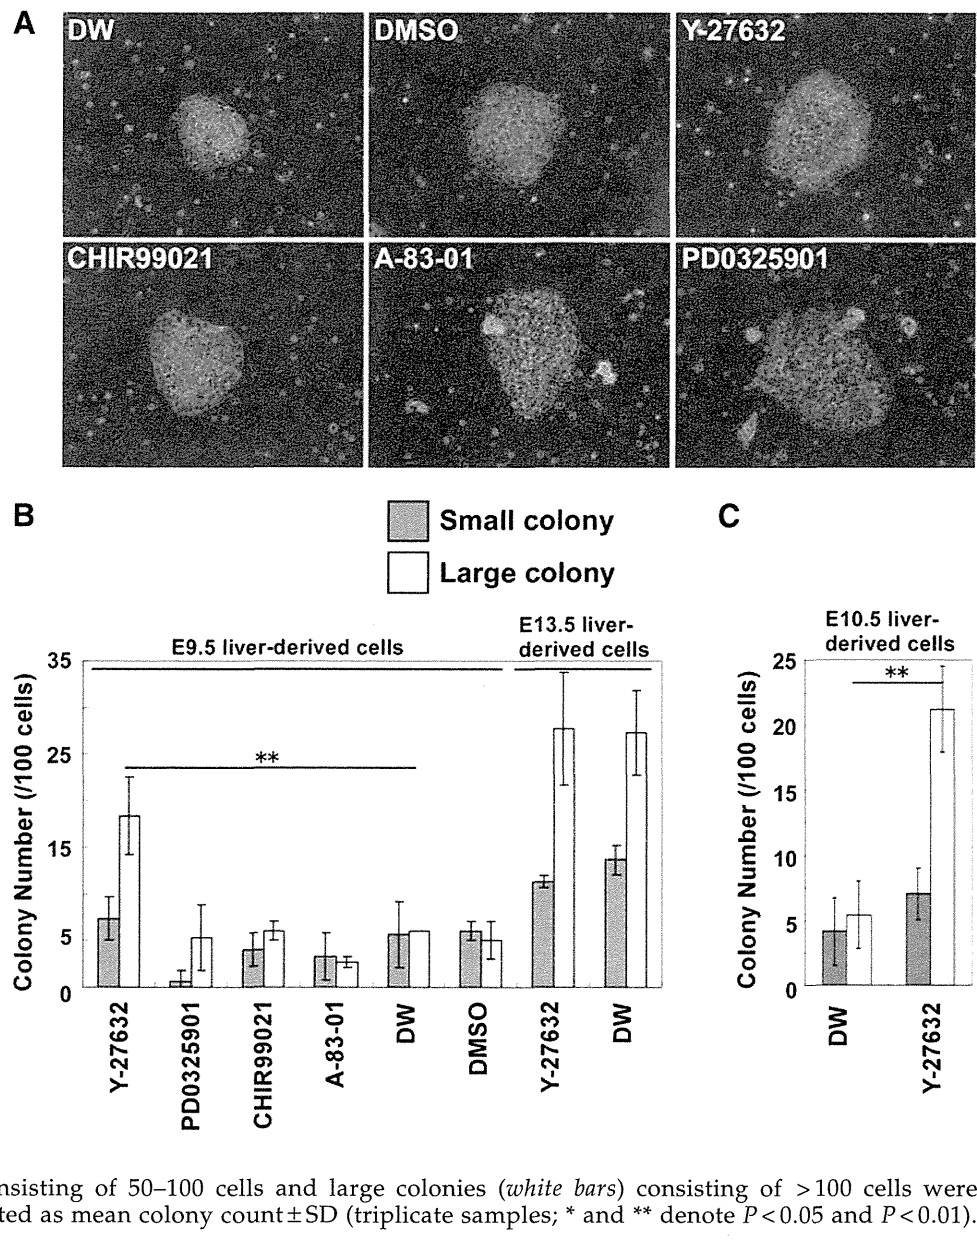 A
DW
DMSO
Y-27632
CHIR99021
A-83-01
PD0325901
B
Small colony
Large colony
C
E9.5 liver-derived cells
E13.5 liver-
derived cells
E10.5 liver-
derived cells
Colony Number (/100 cells)
35
25
15
5
0
**
Y-27632
PD0325901
CHIR99021
A-83-01
DW
DMSO
Y-27632
DW
Colony Number (/100 cells)
25
20
15
10
5
0
**
DW
Y-27632
nsisting of 50–100 cells and large colonies (white bars) consisting of >100 cells were
ted as mean colony count±SD (triplicate samples; * and ** denote P<0.05 and P<0.01).